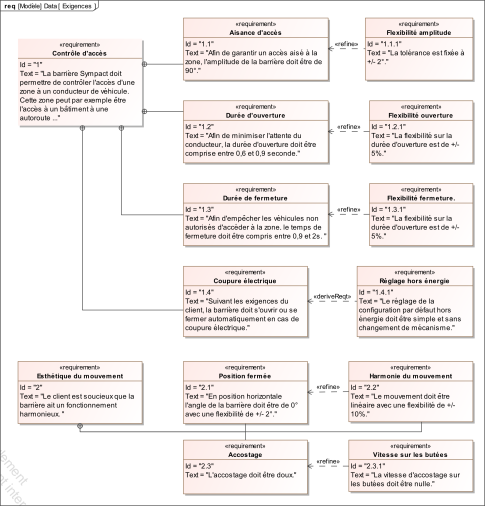 req [Modèle] Data [ Exigences ]
«requirement»
Contrôle d'accès
Id = "1"
Text = "La barrière Sympact doit
permettre de contrôler l'accès d'une
zone à un conducteur de véhicule.
Cette zone peut par exemple être
l'accès à un bâtiment à une
autoroute ..."
«requirement»
Aisance d'accès
Id = "1.1"
Text = "Afin de garantir un accès aisé à la
zone, l'amplitude de la barrière doit être de
90°."
«refine»
«requirement»
Flexibilité amplitude
Id = "1.1.1"
Text = "La tolérance est fixée à
+/- 2°."
«requirement»
Durée d'ouverture
Id = "1.2"
Text = "Afin de minimiser l'attente du
conducteur, la durée d'ouverture doit être
comprise entre 0,6 et 0,9 seconde."
«refine»
«requirement»
Flexibilité ouverture
Id = "1.2.1"
Text = "La flexibilité sur la
durée d'ouverture est de +/-
5%."
«requirement»
Durée de fermeture
Id = "1.3"
Text = "Afin d'empêcher les véhicules non
autorisés d'accéder à la zone. le temps de
fermeture doit être compris entre 0,9 et 2s. "
«refine»
«requirement»
Flexibilité fermeture.
Id = "1.3.1"
Text = "La flexibilité sur la
durée d'ouverture est de +/-
5%."
«requirement»
Coupure électrique
Id = "1.4"
Text = "Suivant les exigences du
client, la barrière doit s'ouvrir ou se
fermer automatiquement en cas de
coupure électrique."
«deriveReqt»
«requirement»
Règlage hors énergie
Id = "1.4.1"
Text = "Le réglage de la
configuration par défaut hors
énergie doit être simple et sans
changement de mécanisme."
«requirement»
Esthétique du mouvement
Id = "2"
Text = "Le client est soucieux que la
barrière ait un fonctionnement
harmonieux."
«requirement»
Position fermée
Id = "2.1"
Text = "En position horizontale
l'angle de la barrière doit être de 0°
avec une flexibilité de +/- 2°."
«refine»
«requirement»
Harmonie du mouvement
Id = "2.2"
Text = "Le mouvement doit être
linéaire avec une flexibilité de +/-
10%."
«requirement»
Accostage
Id = "2.3"
Text = "L'accostage doit être doux."
«refine»
«requirement»
Vitesse sur les butées
Id = "2.3.1"
Text = "La vitesse d'accostage sur
les butées doit être nulle."